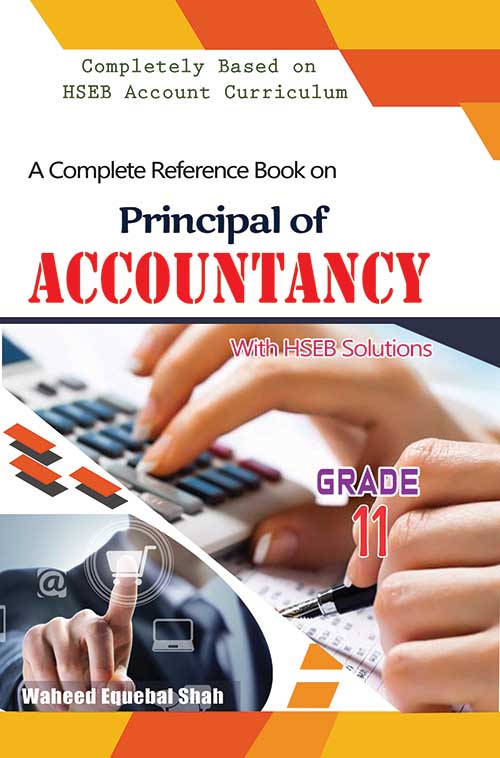 Completely Based on
HSEB Account Curriculum
A Complete Reference Book on
Principal of
ACCOUNTANCY
With HSEB Solutions
GRADE
11
@
Waheed Equebal Shah